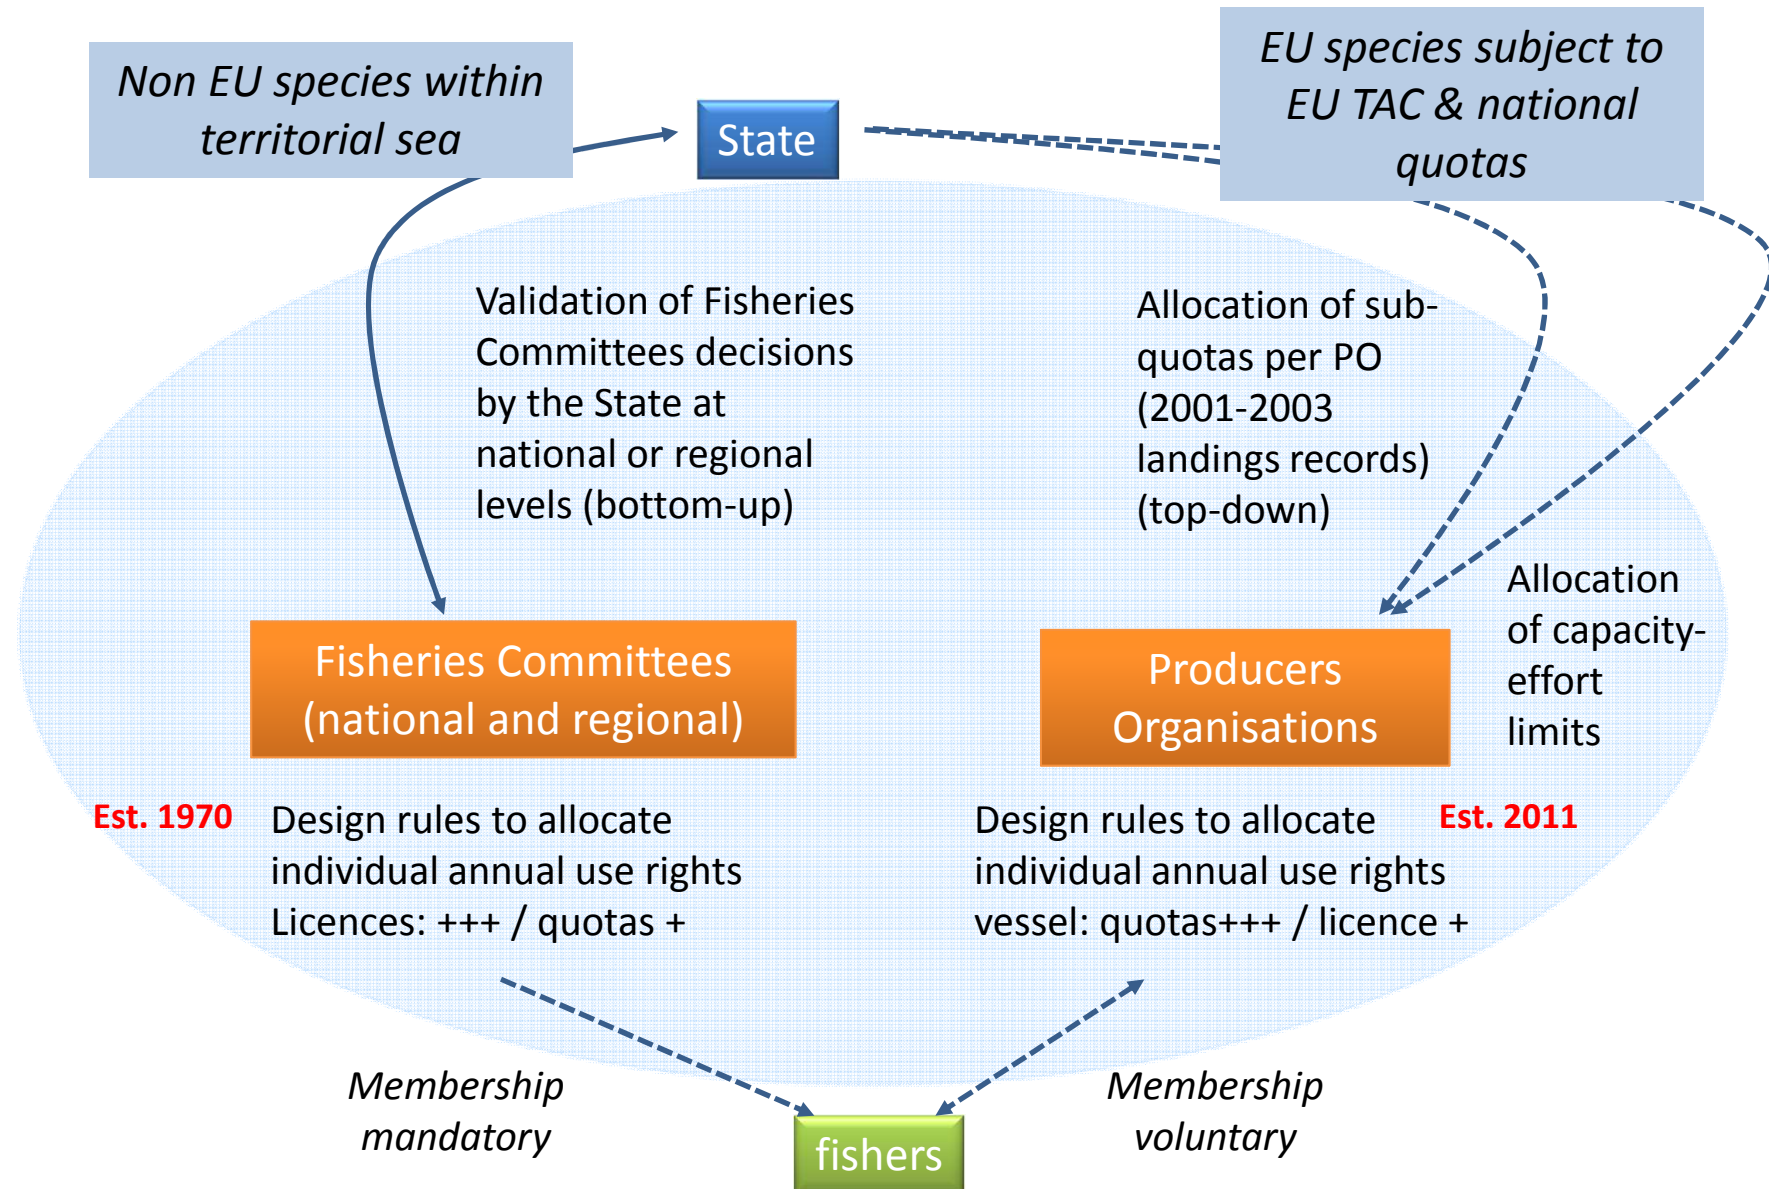 Non EU species within
territorial sea
State
EU species subject to
EU TAC & national
quotas
Validation of Fisheries
Committees decisions
by the State at
national or regional
levels (bottom-up)
Allocation of sub-
quotas per PO
(2001-2003
landings records)
(top-down)
Allocation
of capacity-
effort
limits
Fisheries Committees
(national and regional)
Producers
Organisations
Est. 1970
Design rules to allocate
individual annual use rights
Licences: +++ / quotas +
Design rules to allocate
individual annual use rights
vessel: quotas+++ / licence +
Est. 2011
Membership
mandatory
Membership
voluntary
fishers